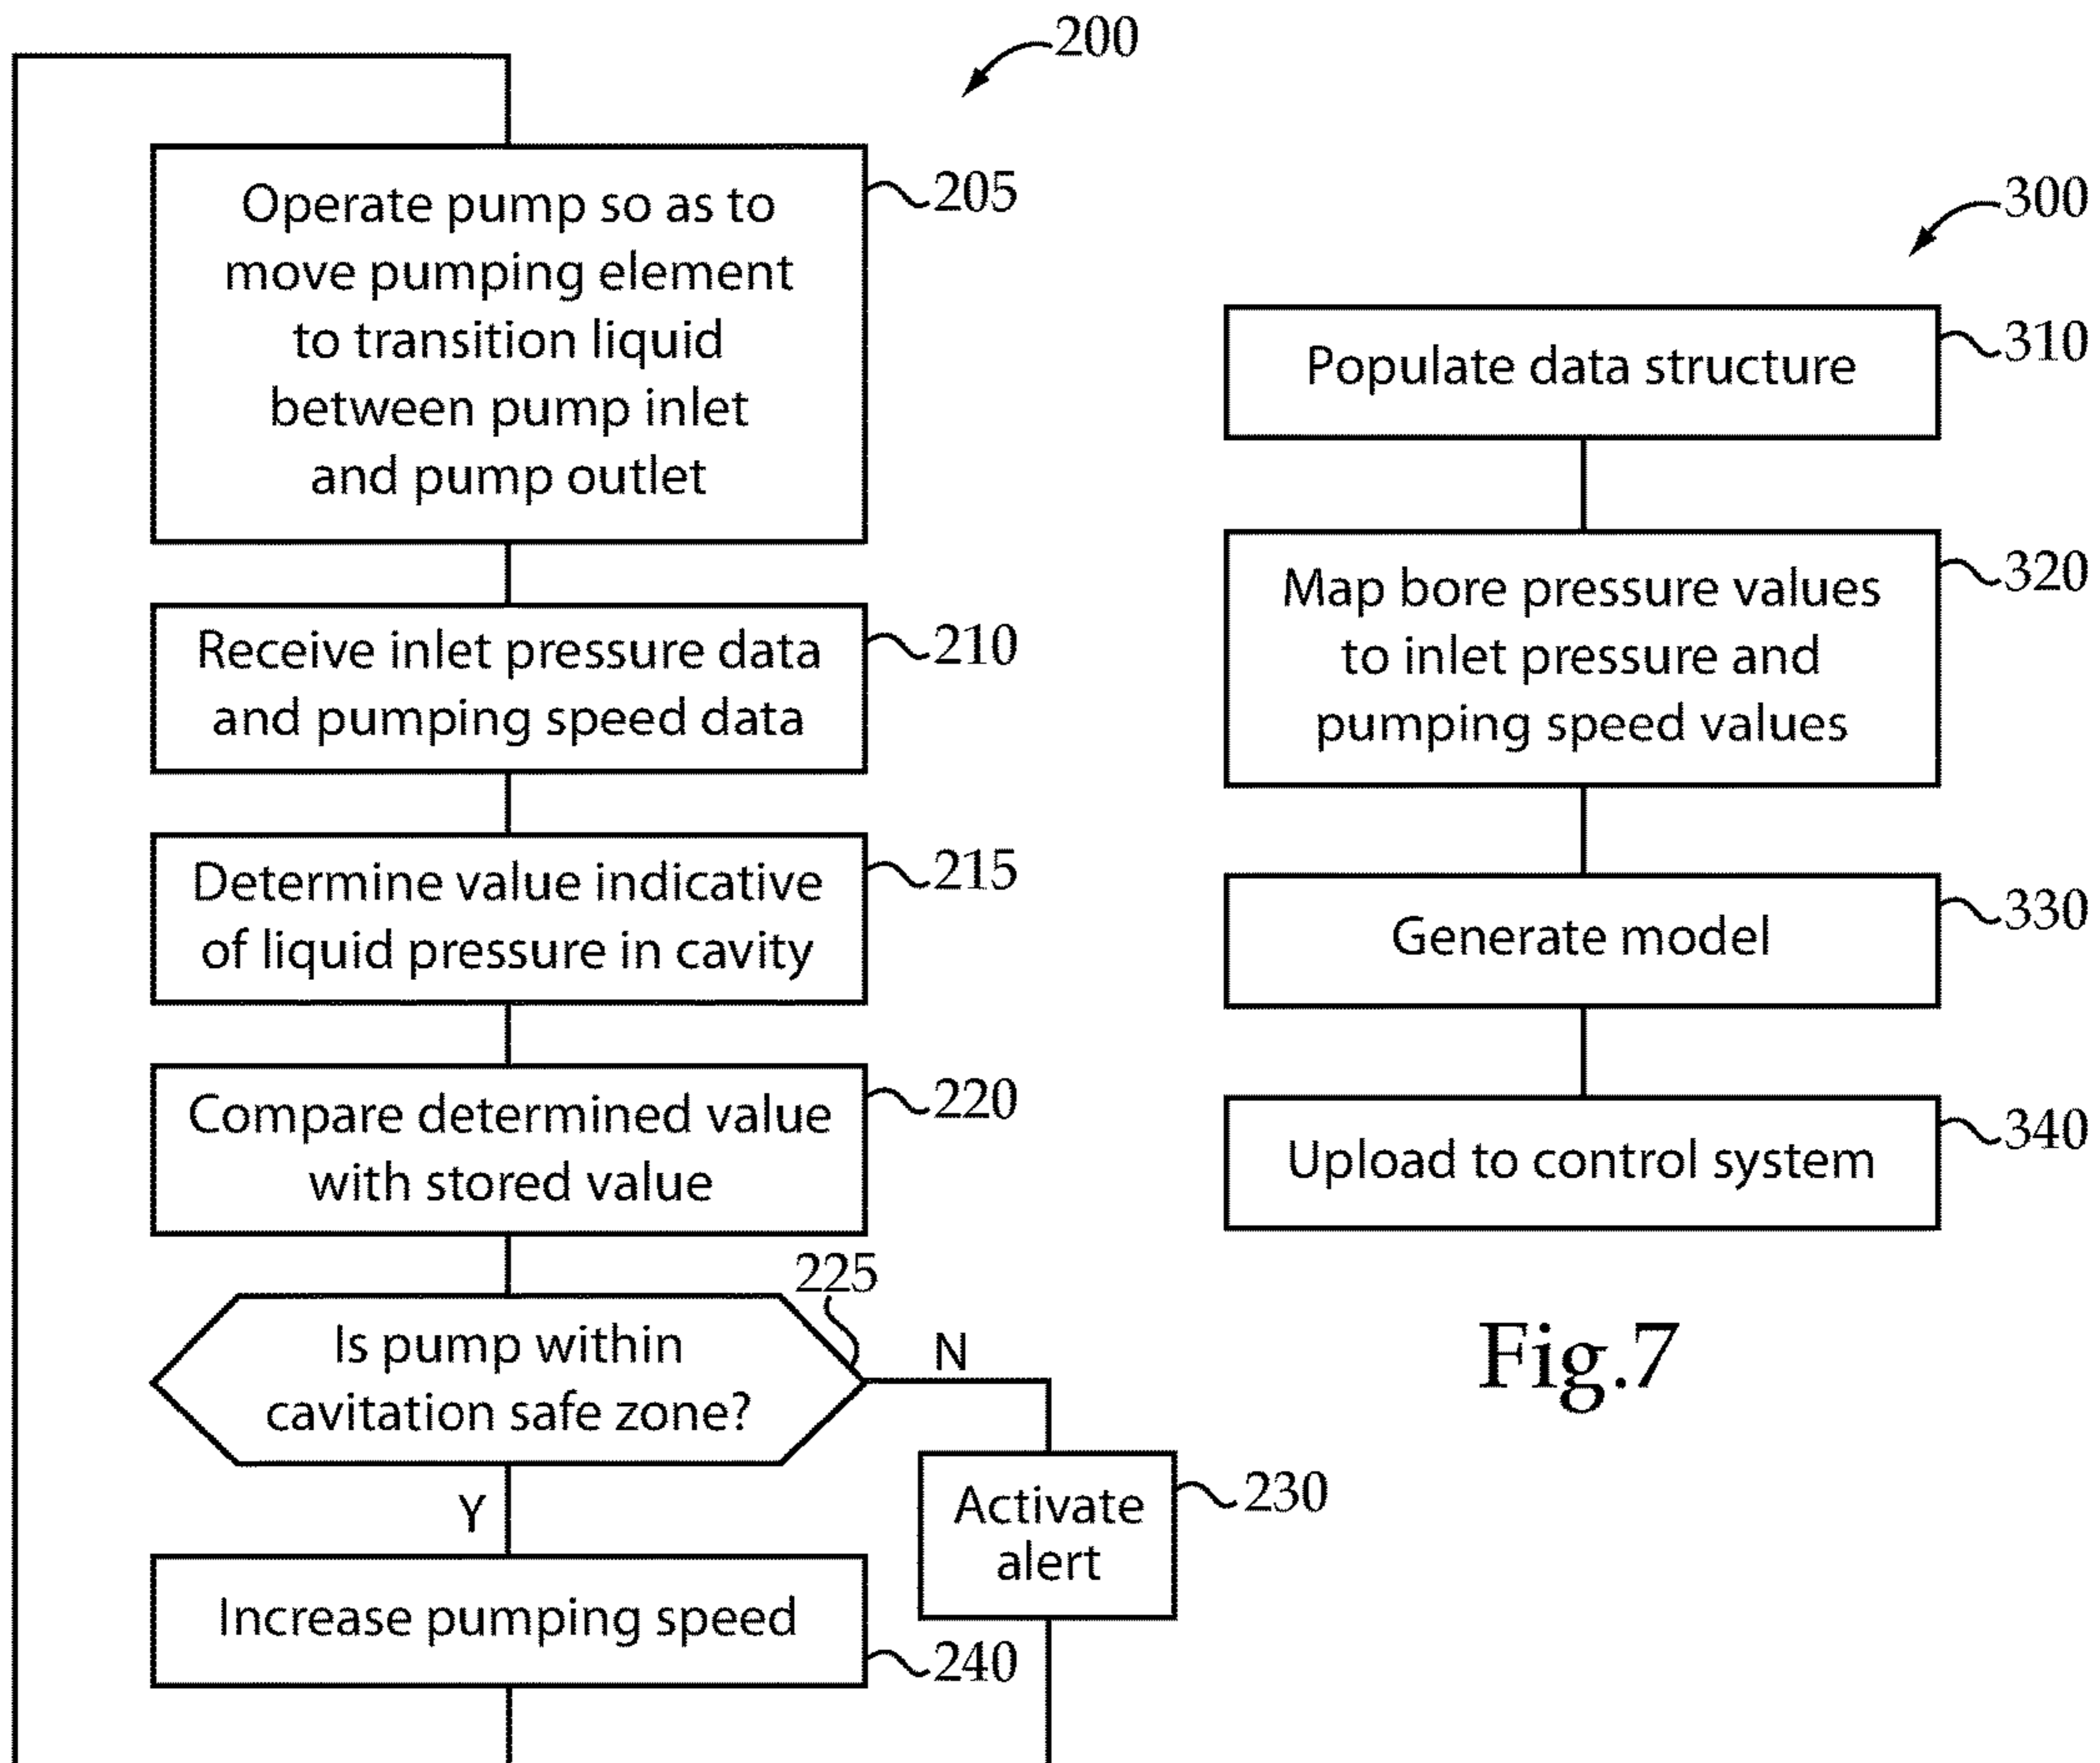 200
Operate pump so as to
move pumping element
to transition liquid
between pump inlet
and pump outlet
205
Receive inlet pressure data
and pumping speed data
210
Determine value indicative
of liquid pressure in cavity
215
Compare determined value
with stored value
220
225
Is pump within
cavitation safe zone?
N
Y
Activate
alert
230
Increase pumping speed
240
300
Populate data structure
310
Map bore pressure values
to inlet pressure and
pumping speed values
320
Generate model
330
Upload to control system
340
Fig.7